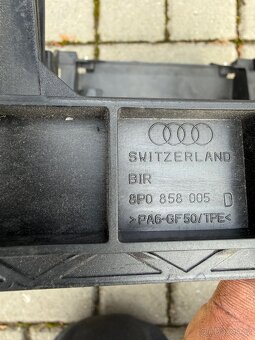 SWITZERLAND
BIR
8P0 858 005 D
>PA6-GF50/TPE<